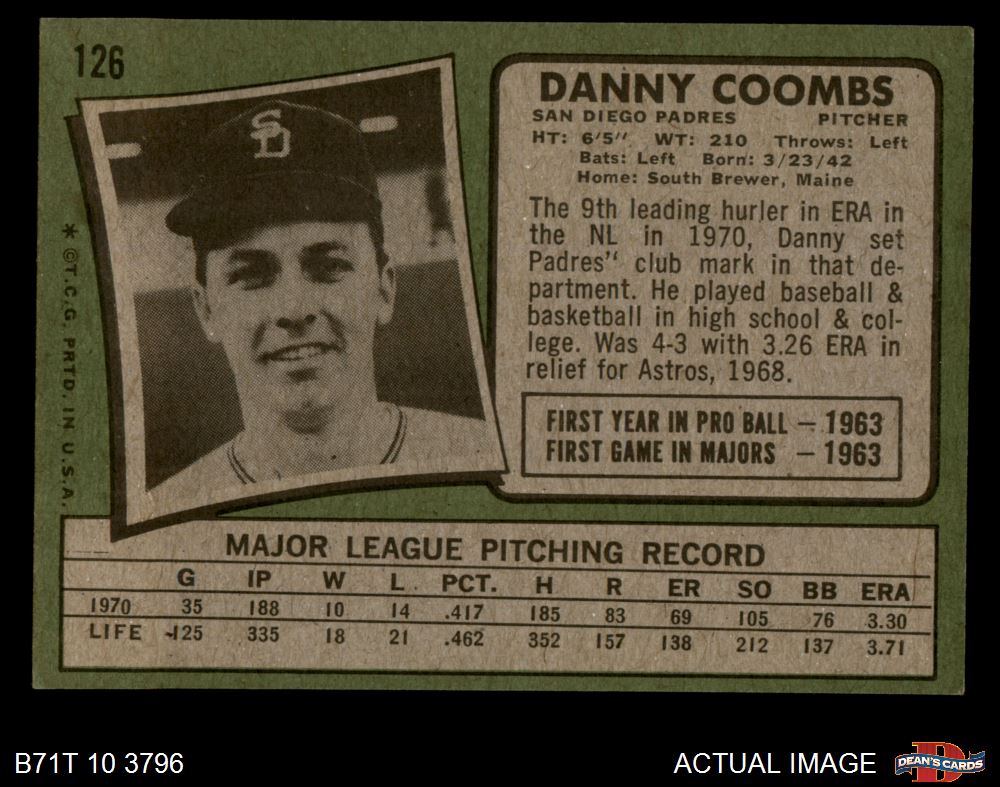 126
SD
DANNY COOMBS
SAN DIEGO PADRES PITCHER
HT: 6'5" WT: 210 Throws: Left
Bats: Left Born: 3/23/42
Home: South Brewer, Maine
The 9th leading hurler in ERA in
the NL in 1970, Danny set
Padres" club mark in that de-
partment. He played baseball &
basketball in high school & col-
lege. Was 4-3 with 3.26 ERA in
relief for Astros, 1968.
FIRST YEAR IN PRO BALL – 1963
FIRST GAME IN MAJORS – 1963
* ©T.C.G. PRTD. IN U.S.A.
MAJOR LEAGUE PITCHING RECORD
G IP W L PCT. H R ER SO BB ERA
1970 35 188 10 14 .417 185 83 69 105 76 3.30
LIFE 125 335 18 21 .462 352 157 138 212 137 3.71
B71T 10 3796
ACTUAL IMAGE
D
DEAN'S CARDS